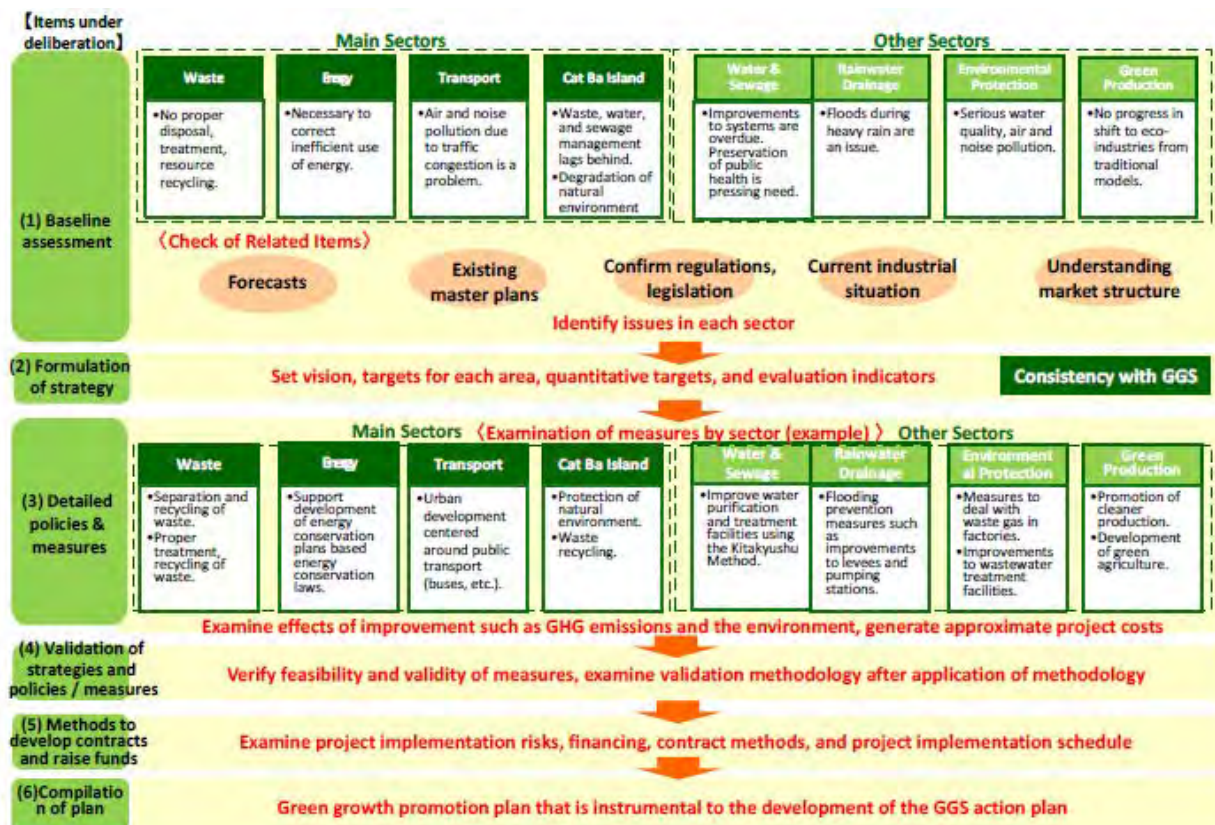 【Items under
deliberation】
Main Sectors
Other Sectors
(1) Baseline
assessment
Waste
•No proper
disposal,
treatment,
resource
recycling.
Energy
•Necessary to
correct
inefficient use
of energy.
Transport
•Air and noise
pollution due
to traffic
congestion is a
problem.
Cat Ba Island
•Waste, water,
and sewage
management
lags behind.
•Degradation of
natural
environment
Water &
Sewage
•Improvements
to systems are
overdue.
Preservation
of public
health is
pressing need.
Rainwater
Drainage
•Floods during
heavy rain are
an issue.
Environmental
Protection
•Serious water
quality, air and
noise pollution.
Green
Production
•No progress in
shift to eco-
industries from
traditional
models.
〈Check of Related Items〉
Forecasts
Existing
master plans
Confirm regulations,
legislation
Current industrial
situation
Understanding
market structure
Identify issues in each sector
(2) Formulation
of strategy
Set vision, targets for each area, quantitative targets, and evaluation indicators
Consistency with GGS
(3) Detailed
policies &
measures
Main Sectors 〈Examination of measures by sector (example) 〉 Other Sectors
Waste
•Separation and
recycling of
waste.
•Proper
treatment,
recycling of
waste.
Energy
•Support
development
of energy
conservation
plans based
energy
conservation
laws.
Transport
•Urban
development
centered
around public
transport
(buses, etc.).
Cat Ba Island
•Protection of
natural
environment.
•Waste
recycling.
Water &
Sewage
•Improve water
purification
and treatment
facilities using
the Kitakyushu
Method.
Rainwater
Drainage
•Flooding
prevention
measures such
as
improvements
to levees and
pumping
stations.
Environment
al Protection
•Measures to
deal with
waste gas in
factories.
•Improvements
to wastewater
treatment
facilities.
Green
Production
•Promotion of
cleaner
production.
•Development
of green
agriculture.
Examine effects of improvement such as GHG emissions and the environment, generate approximate project costs
(4) Validation of
strategies and
policies / measures
Verify feasibility and validity of measures, examine validation methodology after application of methodology
(5) Methods to
develop contracts
and raise funds
Examine project implementation risks, financing, contract methods, and project implementation schedule
(6)Compilatio
n of plan
Green growth promotion plan that is instrumental to the development of the GGS action plan